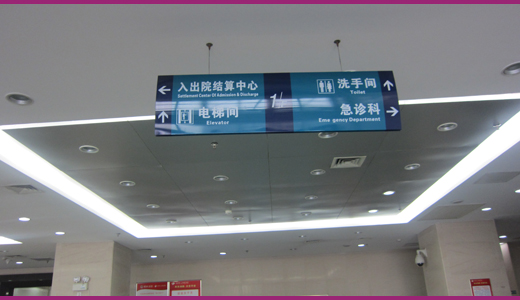 入出院结算中心
Settlement Center Of Admission & Discharge
电梯间
Elevator
洗手间
Toilet
急诊科
Eme gency Department